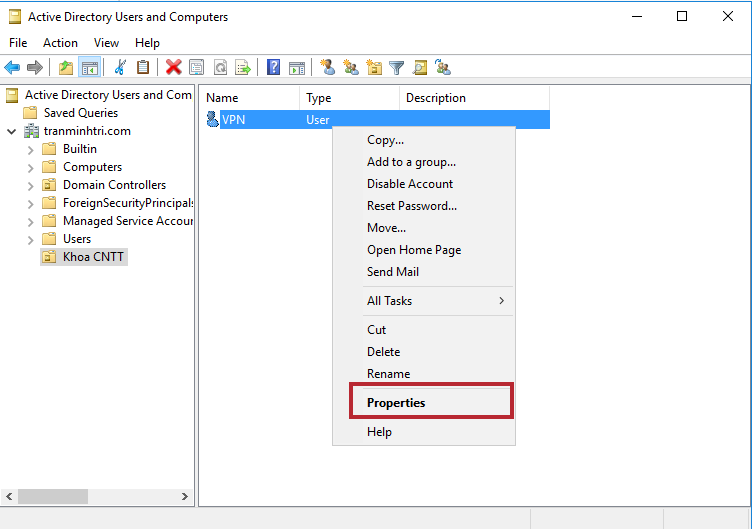 Active Directory Users and Computers
File Action View Help
Active Directory Users and Com
Saved Queries
tranminhtri.com
Builtin
Computers
Domain Controllers
ForeignSecurityPrincipals
Managed Service Accour
Users
Khoa CNTT
Name Type Description
VPN User
Copy...
Add to a group...
Disable Account
Reset Password...
Move...
Open Home Page
Send Mail
All Tasks
Cut
Delete
Rename
Properties
Help